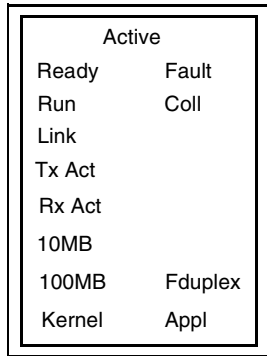 Active
Ready Fault
Run Coll
Link
Tx Act
Rx Act
10MB
100MB Fduplex
Kernel Appl